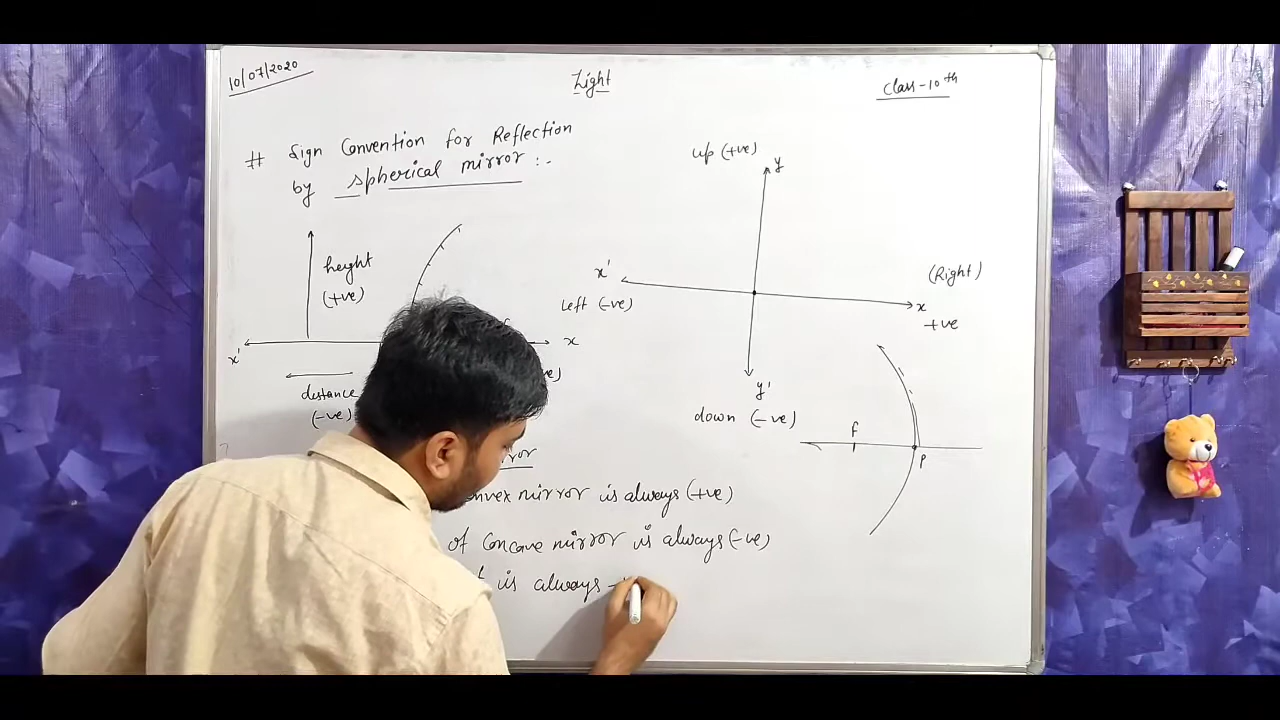 10/07/2020
Light
Class-10th
# Sign Convention for Reflection
by spherical mirror :-
up (+ve)
y
height
(+ve)
x'
Left (-ve)
(Right)
x
+ve
x'
x
distance
(-ve)
y'
down (-ve)
f
P
mirror is always (+ve)
of Concave mirror is always (-ve)
is always